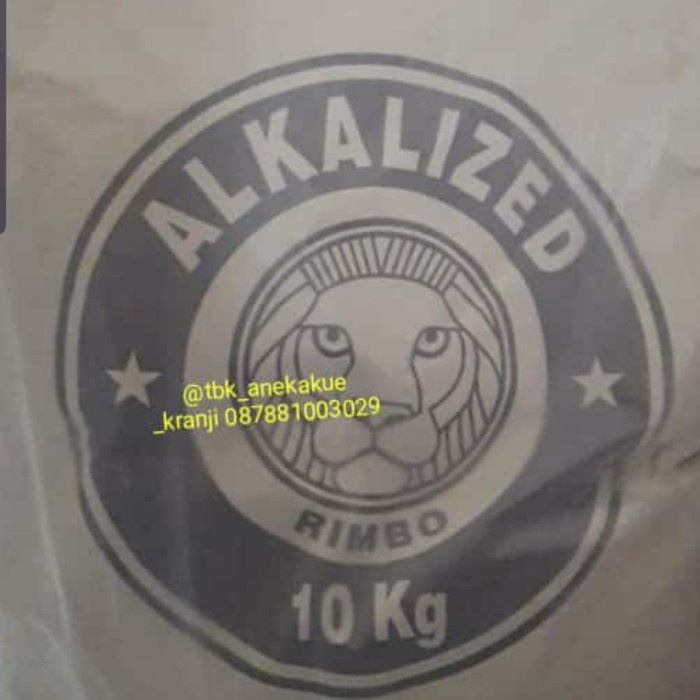 ALKALIZED
@tbk_anekakue
_kranji 087881003029
RIMBO
10 Kg